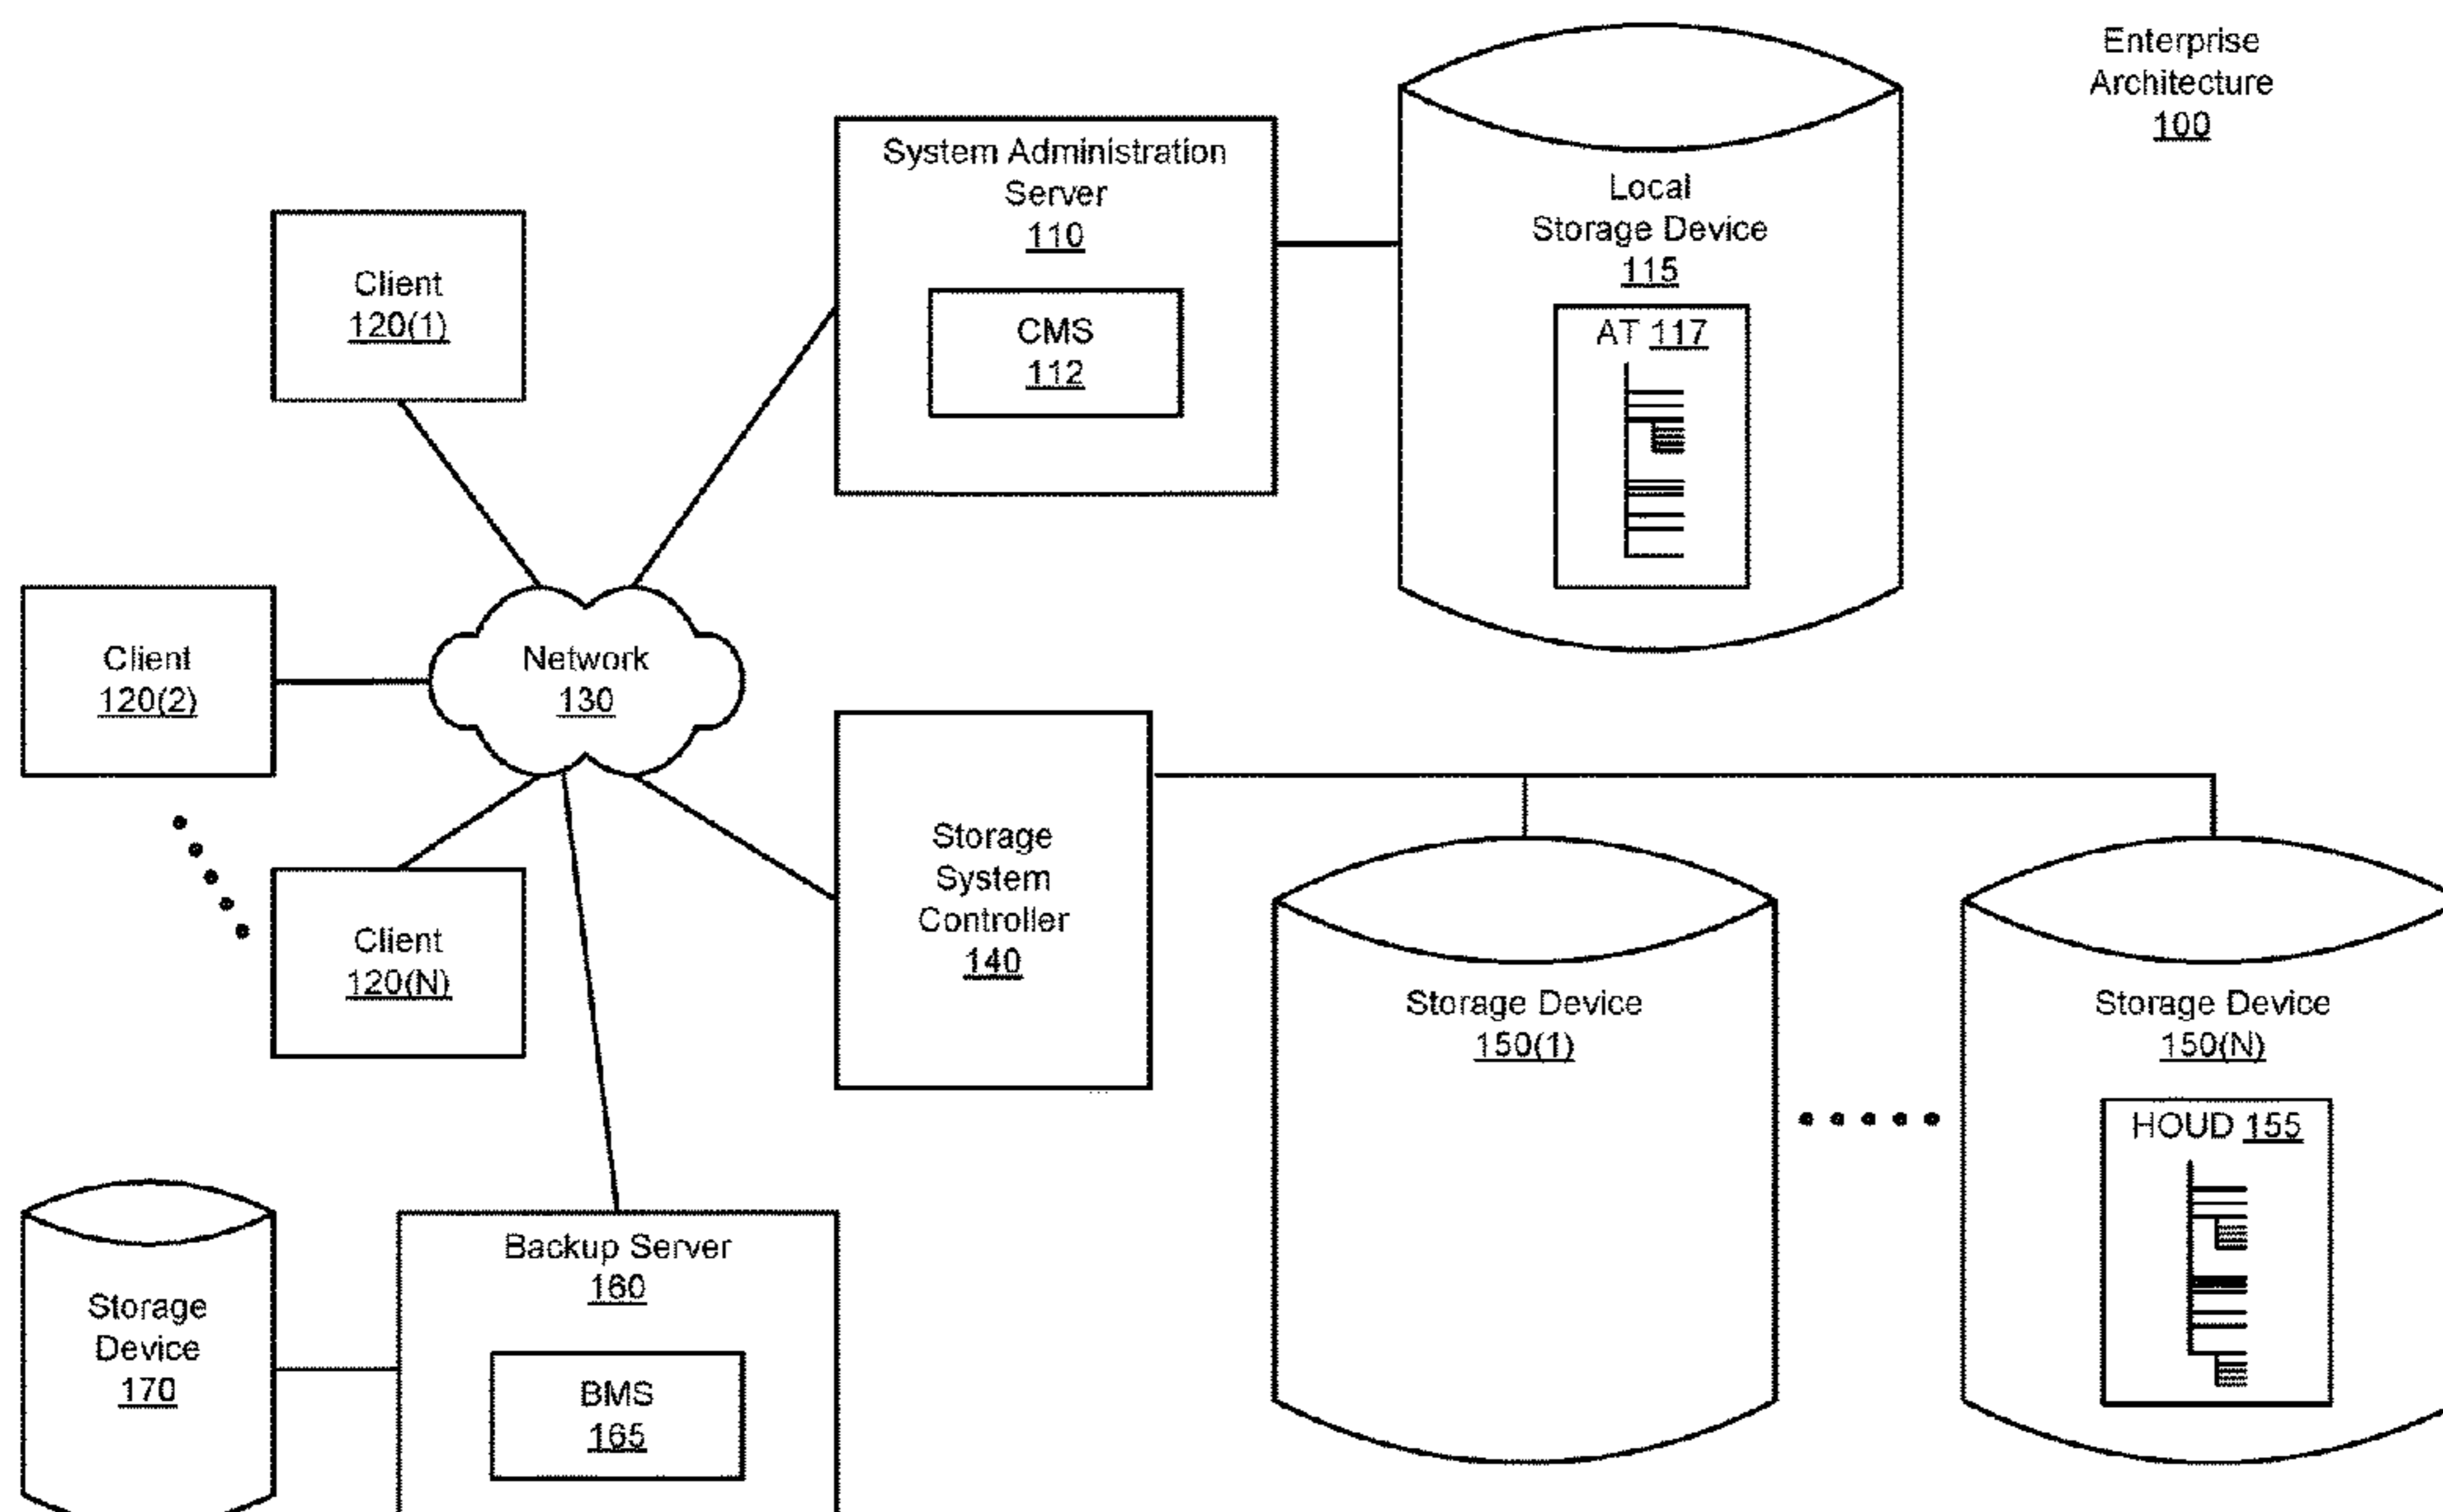 Enterprise
Architecture
100
System Administration
Server
110
CMS
112
Local
Storage Device
115
AT 117
Client
120(1)
Client
120(2)
Network
130
Client
120(N)
Storage
System
Controller
140
Storage Device
150(1)
Storage Device
150(N)
HOUD 155
Backup Server
160
BMS
165
Storage
Device
170